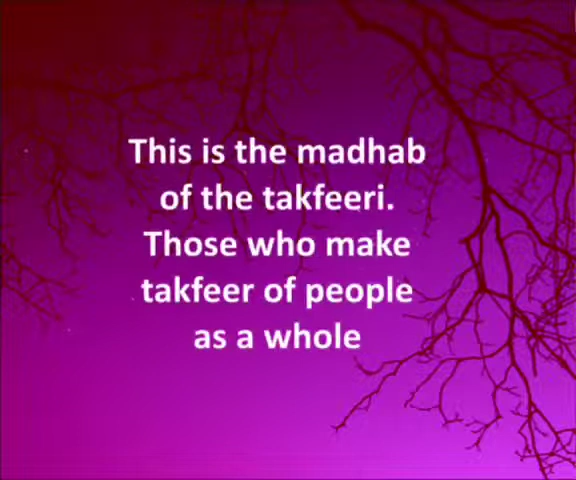 This is the madhab
of the takfeeri.
Those who make
takfeer of people
as a whole